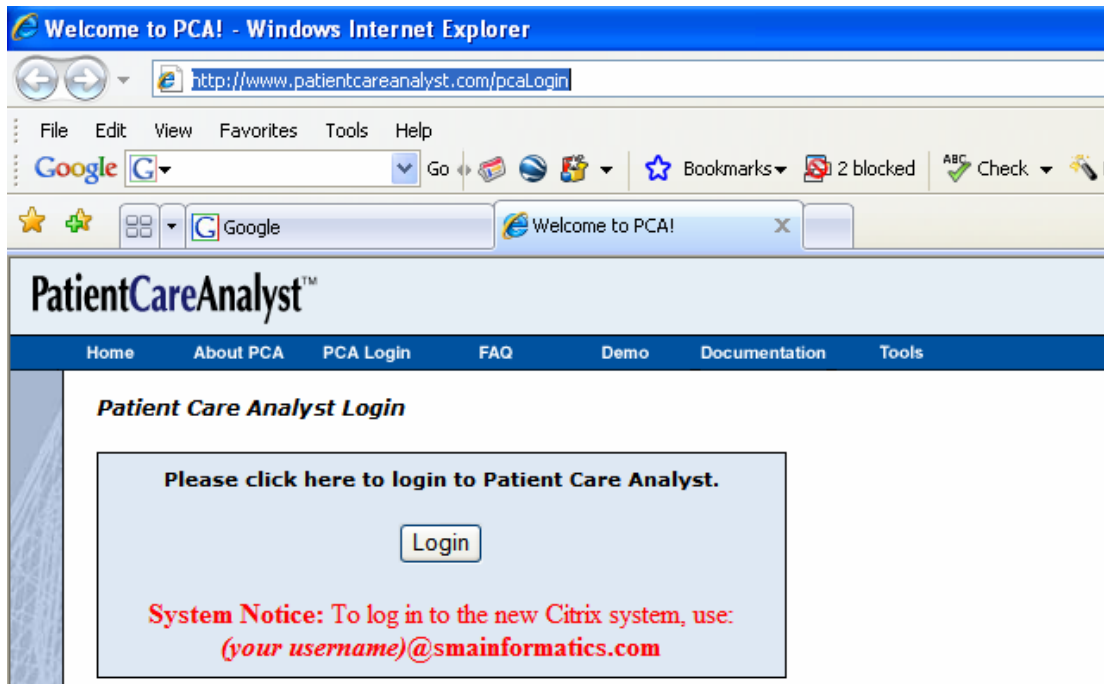 Welcome to PCA! - Windows Internet Explorer
http://www.patientcareanalyst.com/pcaLogin
File Edit View Favorites Tools Help
Google G Go Bookmarks 2 blocked ABC Check
G Google Welcome to PCA! X
PatientCareAnalyst™
Home About PCA PCA Login FAQ Demo Documentation Tools
Patient Care Analyst Login
Please click here to login to Patient Care Analyst.
Login
System Notice: To log in to the new Citrix system, use:
(your username)@smainformatics.com